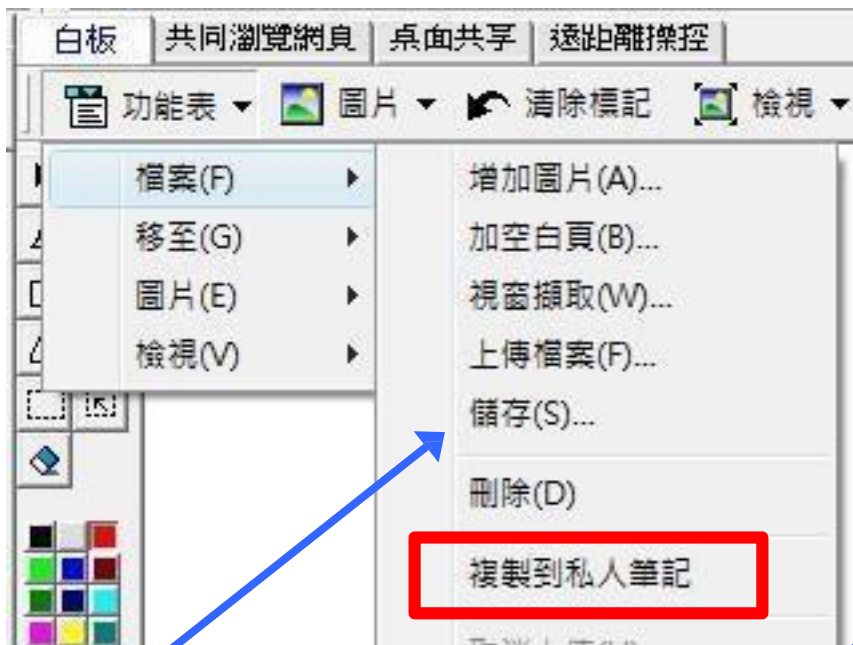 白板 共同瀏覽網頁 桌面共享 遠距離操控
功能表 圖片 清除標記 檢視
檔案(F)
移至(G)
圖片(E)
檢視(V)
增加圖片(A)...
加空白頁(B)...
視窗擷取(W)...
上傳檔案(F)...
儲存(S)...
刪除(D)
複製到私人筆記